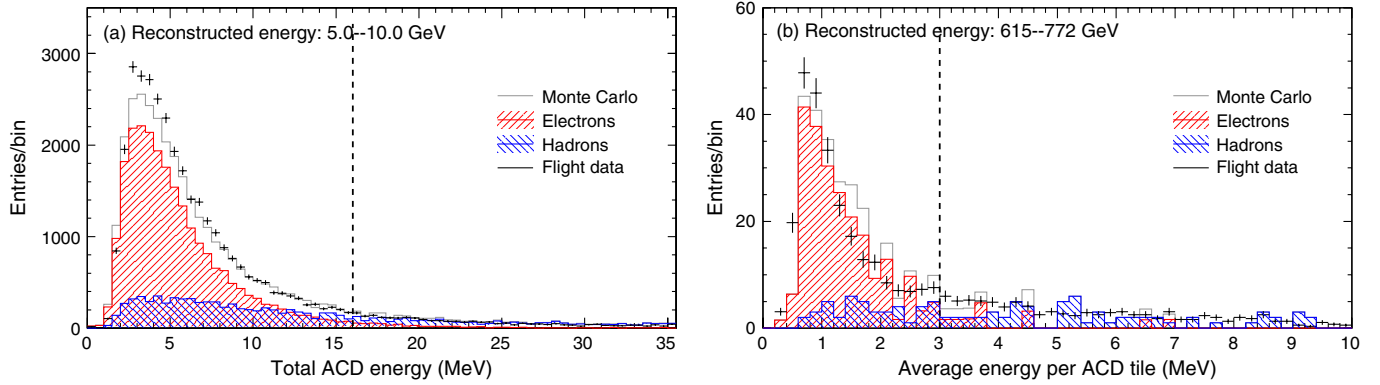 (a) Reconstructed energy: 5.0--10.0 GeV
Entries/bin
3000
2000
1000
0
Monte Carlo
Electrons
Hadrons
Flight data
0 5 10 15 20 25 30 35
Total ACD energy (MeV)
(b) Reconstructed energy: 615--772 GeV
Entries/bin
60
40
20
0
Monte Carlo
Electrons
Hadrons
Flight data
0 1 2 3 4 5 6 7 8 9 10
Average energy per ACD tile (MeV)